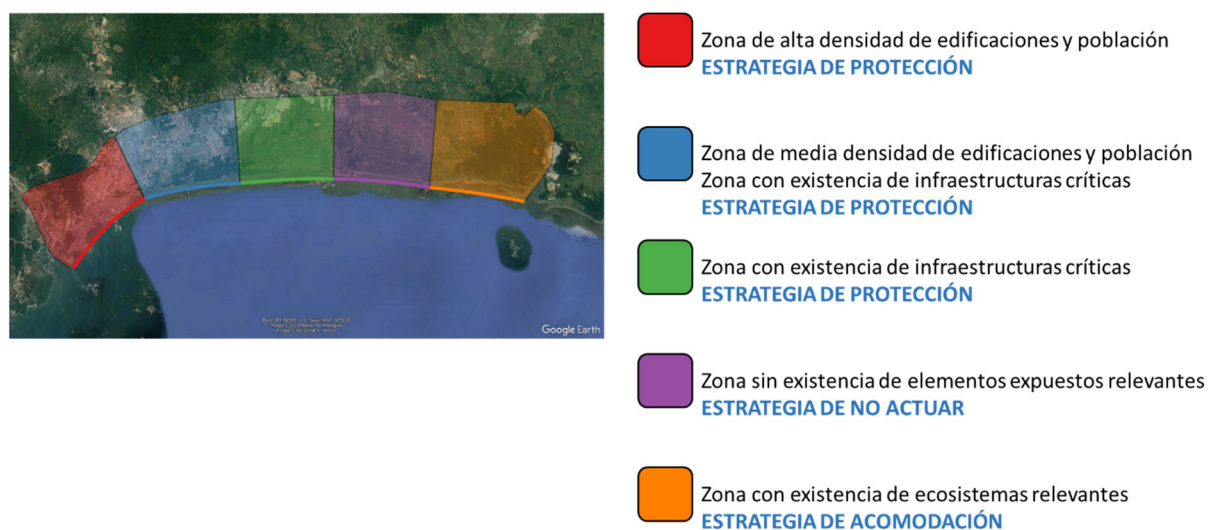 Zona de alta densidad de edificaciones y población
ESTRATEGIA DE PROTECCIÓN
Zona de media densidad de edificaciones y población
Zona con existencia de infraestructuras críticas
ESTRATEGIA DE PROTECCIÓN
Zona con existencia de infraestructuras críticas
ESTRATEGIA DE PROTECCIÓN
Zona sin existencia de elementos expuestos relevantes
ESTRATEGIA DE NO ACTUAR
Zona con existencia de ecosistemas relevantes
ESTRATEGIA DE ACOMODACIÓN
Google Earth